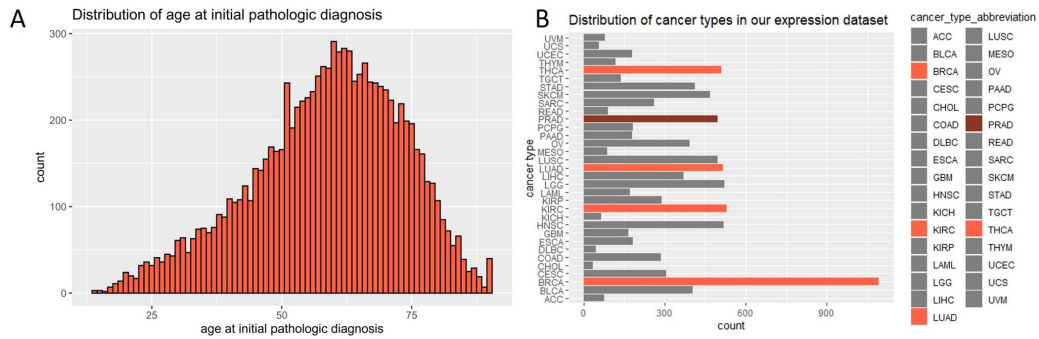 A
Distribution of age at initial pathologic diagnosis
300
200
100
0
count
25
50
75
age at initial pathologic diagnosis
B
Distribution of cancer types in our expression dataset
cancer type
UVM
UCS
UCEC
THYM
THCA
TGCT
STAD
SKCM
SARC
READ
PRAD
PCPG
PAAD
OV
MESO
LUSC
LUAD
LIHC
LGG
LAML
KIRP
KIRC
KICH
HNSC
GBM
ESCA
DLBC
COAD
CHOL
CESC
BRCA
BLCA
ACC
0
300
600
900
count
cancer_type_abbreviation
ACC
BLCA
BRCA
CESC
CHOL
COAD
DLBC
ESCA
GBM
HNSC
KICH
KIRC
KIRP
LAML
LGG
LIHC
LUAD
LUSC
MESO
OV
PAAD
PCPG
PRAD
READ
SARC
SKCM
STAD
TGCT
THCA
THYM
UCEC
UCS
UVM